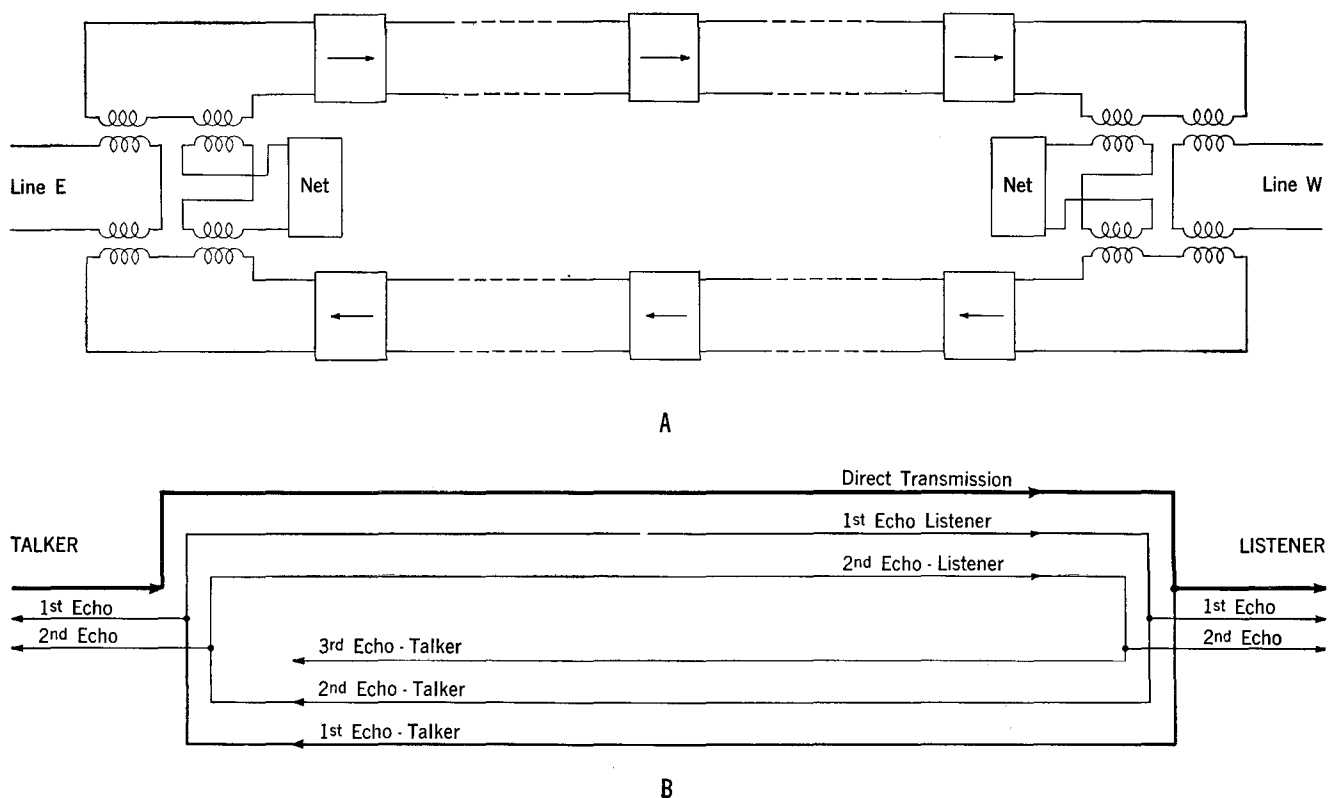 Line E
Net
Net
Line W
A
Direct Transmission
1st Echo Listener
TALKER
LISTENER
2nd Echo - Listener
1st Echo
1st Echo
2nd Echo
2nd Echo
3rd Echo - Talker
2nd Echo - Talker
1st Echo - Talker
B